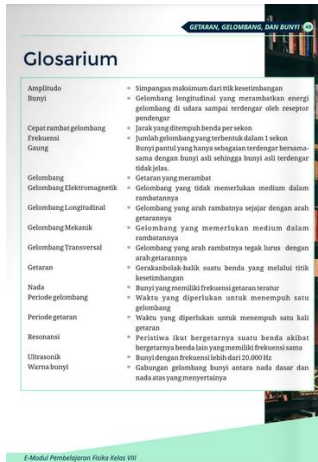 GETARAN, GELOMBANG, DAN BUNYI
Glosarium
Amplitudo = Simpangan maksimum dari titik kesetimbangan
Bunyi = Gelombang longitudinal yang merambatkan energi
gelombang di udara sampai terdengar oleh reseptor
pendengar
Cepat rambat gelombang = Jarak yang ditempuh benda per sekon
Frekuensi = Jumlah gelombang yang terbentuk dalam 1 sekon
Gaung Bunyi pantul yang hanya sebagaian terdengar bersama-
sama dengan bunyi asli sehingga bunyi asli terdengar
tidak jelas.
Gelombang = Getaran yang merambat
Gelombang Elektromagnetik = Gelombang yang tidak memerlukan medium dalam
rambatannya
Gelombang Longitudinal = Gelombang yang arah rambatnya sejajar dengan arah
getarannya
Gelombang Mekanik = Gelombang yang memerlukan medium dalam
rambatannya
Gelombang Transversal = Gelombang yang arah rambatnya tegak lurus dengan
arah getarannya
Getaran = Gerakan bolak-balik suatu benda yang melalui titik
kesetimbangan
Nada = Bunyi yang memiliki frekuensi getaran teratur
Periode gelombang = Waktu yang diperlukan untuk menempuh satu
gelombang
Periode getaran = Waktu yang diperlukan untuk menempuh satu kali
getaran
Resonansi = Peristiwa ikut bergetarnya suatu benda akibat
bergetarnya benda lain yang memiliki frekuensi sama
Ultrasonik = Bunyi dengan frekuensi lebih dari 20.000 Hz
Warna bunyi = Gabungan gelombang bunyi antara nada dasar dan
nada atas yang menyertainya
E-Modul Pembelajaran Fisika Kelas VIII